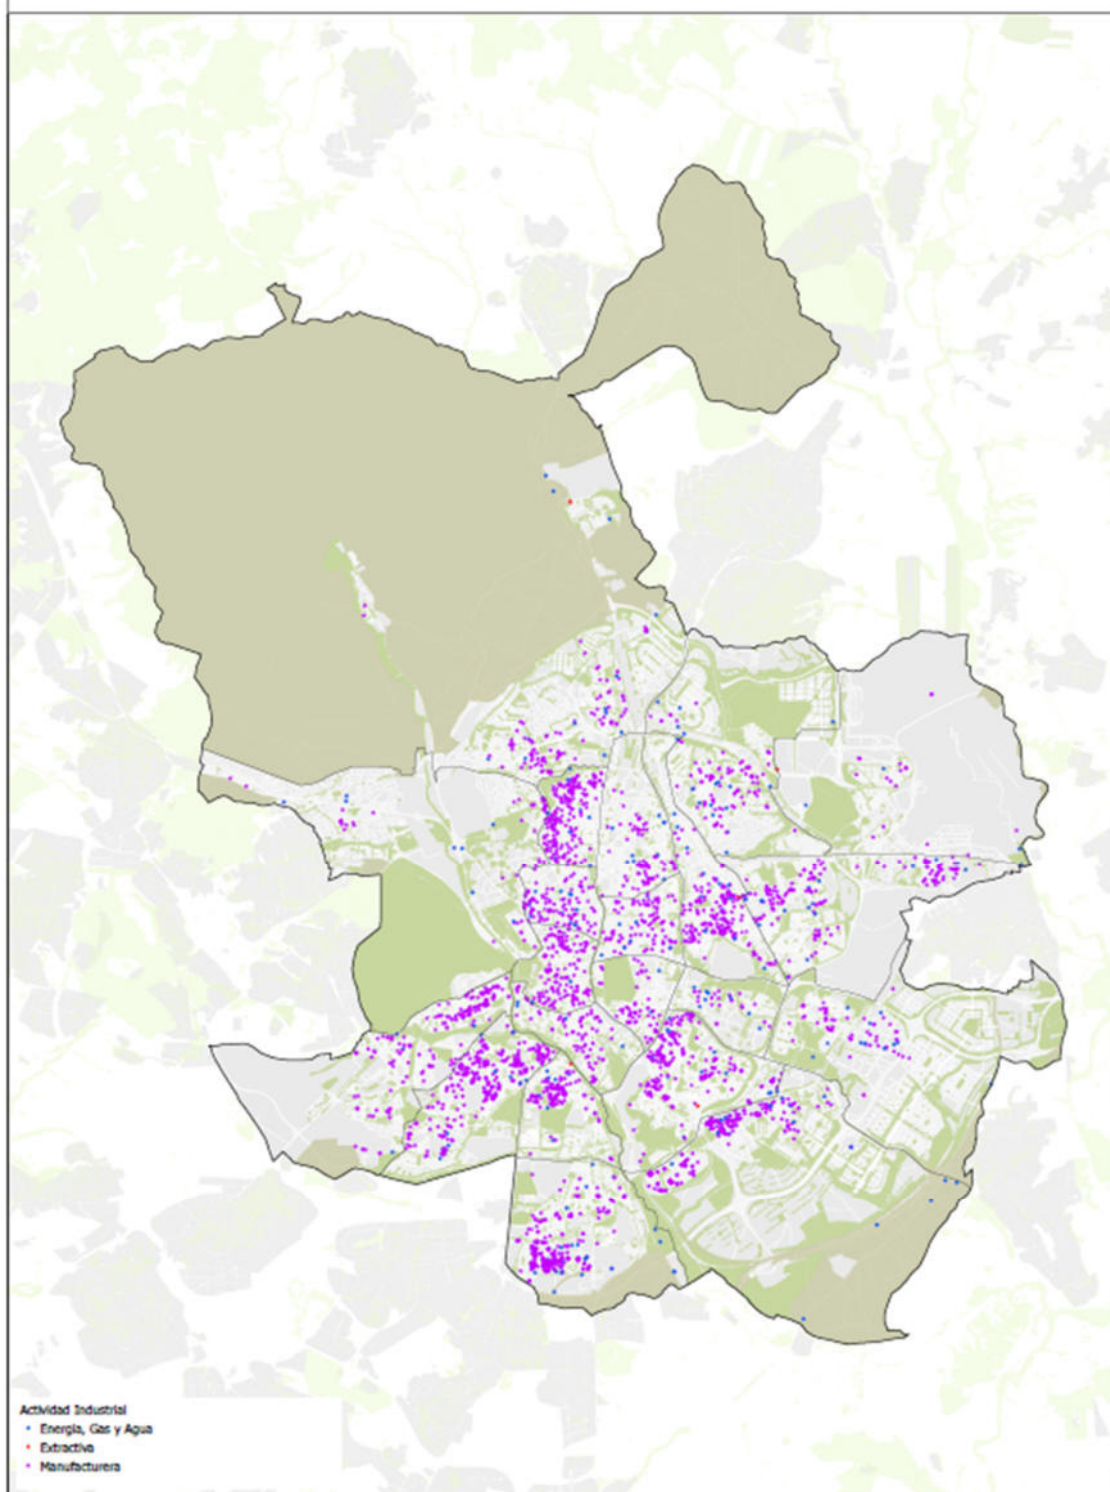 Actividad Industrial
Energía, Gas y Agua
Extractiva
Manufacturera